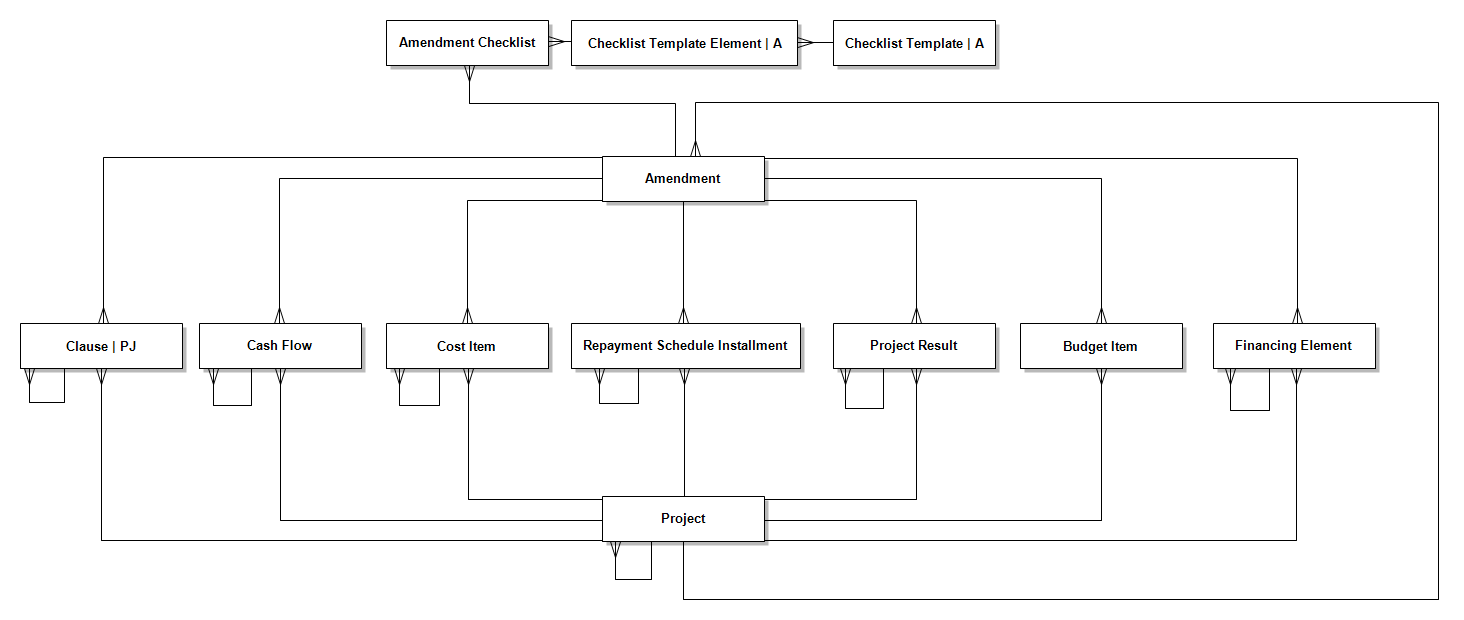 Amendment Checklist
Checklist Template Element | A
Checklist Template | A
Amendment
Clause | PJ
Cash Flow
Cost Item
Repayment Schedule Installment
Project Result
Budget Item
Financing Element
Project